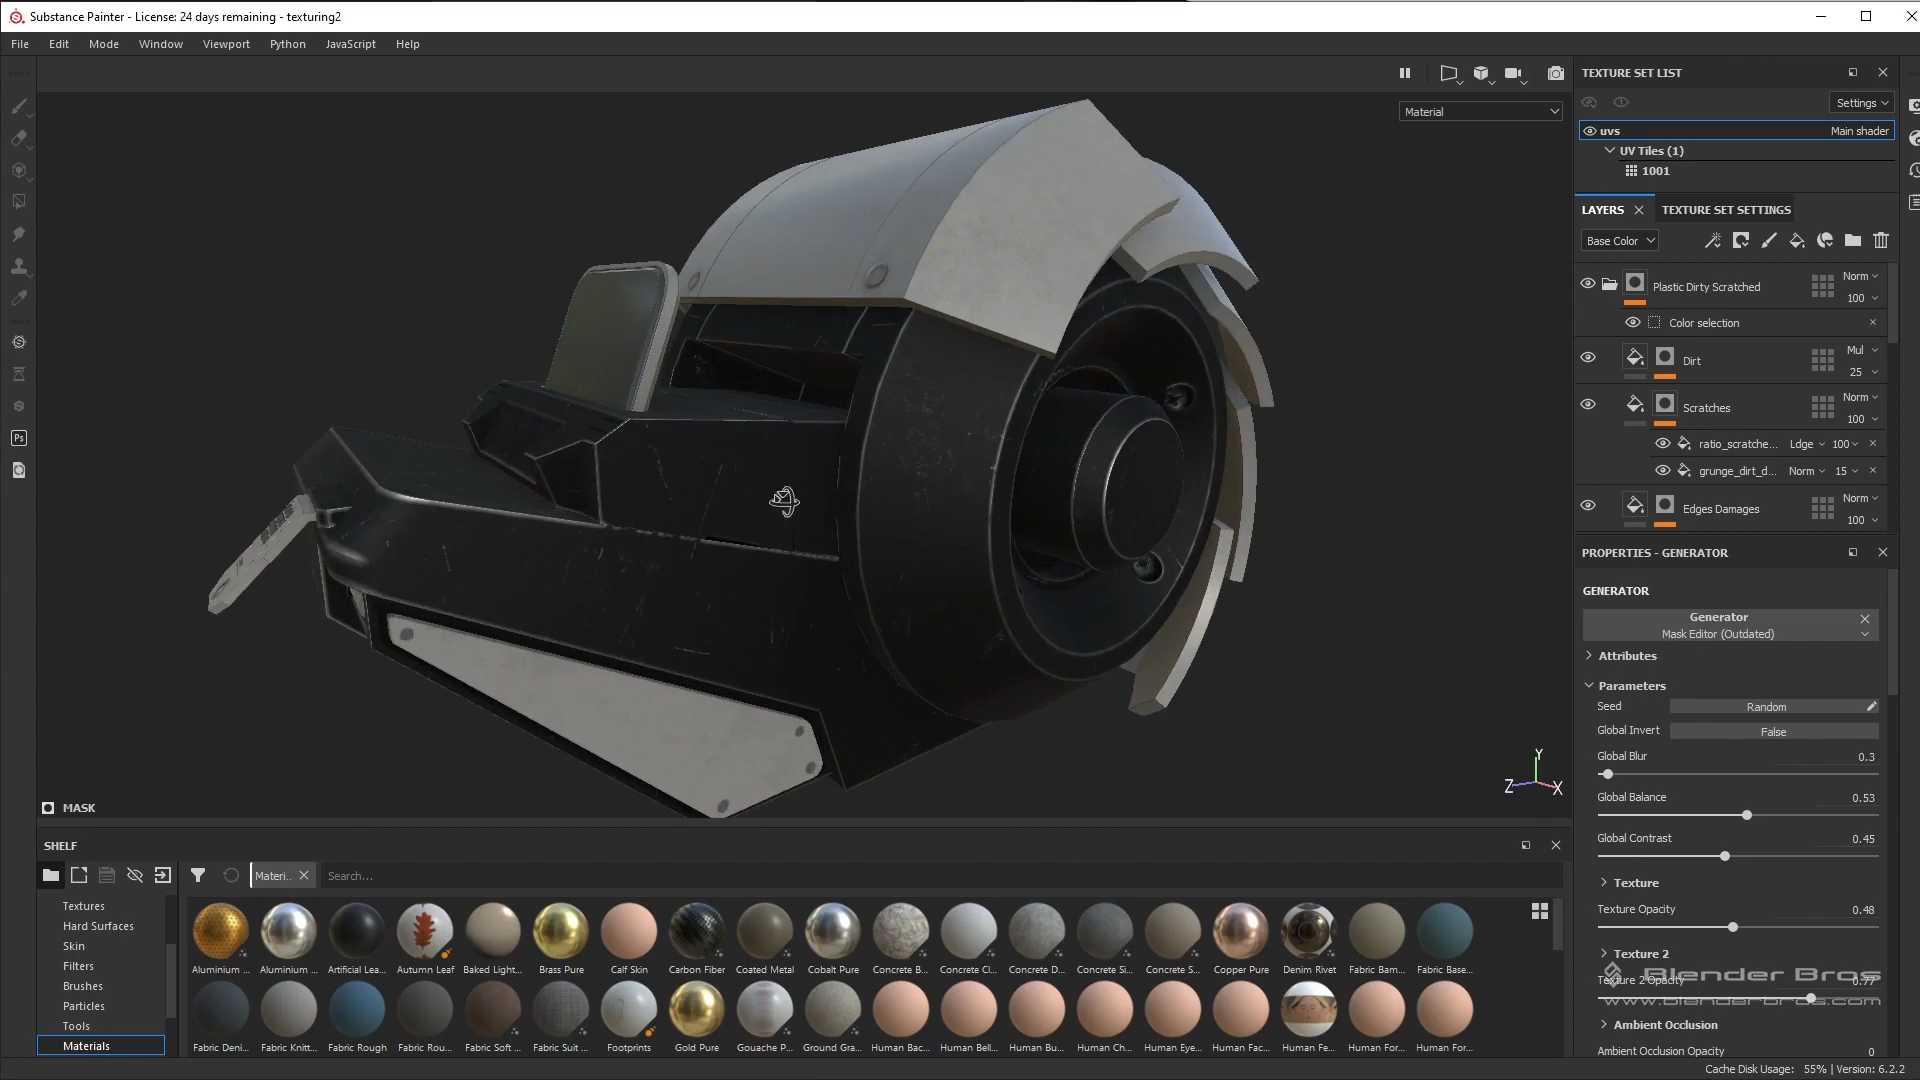 Substance Painter - License: 24 days remaining - texturing2
File Edit Mode Window Viewport Python JavaScript Help
Material
TEXTURE SET LIST
Settings
uvs Main shader
UV Tiles (1)
1001
LAYERS TEXTURE SET SETTINGS
Base Color
Plastic Dirty Scratched Norm 100
Color selection
Dirt Mul 25
Scratches Norm 100
ratio_scratche... Ldge 100
grunge_dirt_d... Norm 15
Edges Damages Norm 100
PROPERTIES - GENERATOR
GENERATOR
Generator
Mask Editor (Outdated)
Attributes
Parameters
Seed Random
Global Invert False
Global Blur 0.3
Global Balance 0.53
Global Contrast 0.45
Texture
Texture Opacity 0.48
Texture 2
Texture 2 Opacity 0.77
Blender Bros
www.blenderbros.com
Ambient Occlusion
Ambient Occlusion Opacity 0
Y
Z X
MASK
SHELF
Materi.. Search...
Textures
Hard Surfaces
Skin
Filters
Brushes
Particles
Tools
Materials
Aluminium ... Aluminium ... Artificial Lea... Autumn Leaf Baked Light... Brass Pure Calf Skin Carbon Fiber Coated Metal Cobalt Pure Concrete B... Concrete Cl... Concrete D... Concrete Si... Concrete S... Copper Pure Denim Rivet Fabric Bam... Fabric Base...
Fabric Deni... Fabric Knitt... Fabric Rough Fabric Rou... Fabric Soft ... Fabric Suit ... Footprints Gold Pure Gouache P... Ground Gra... Human Bac... Human Bell... Human Bu... Human Ch... Human Eye... Human Fac... Human Fe... Human For... Human For...
Ps
Cache Disk Usage: 55% | Version: 6.2.2